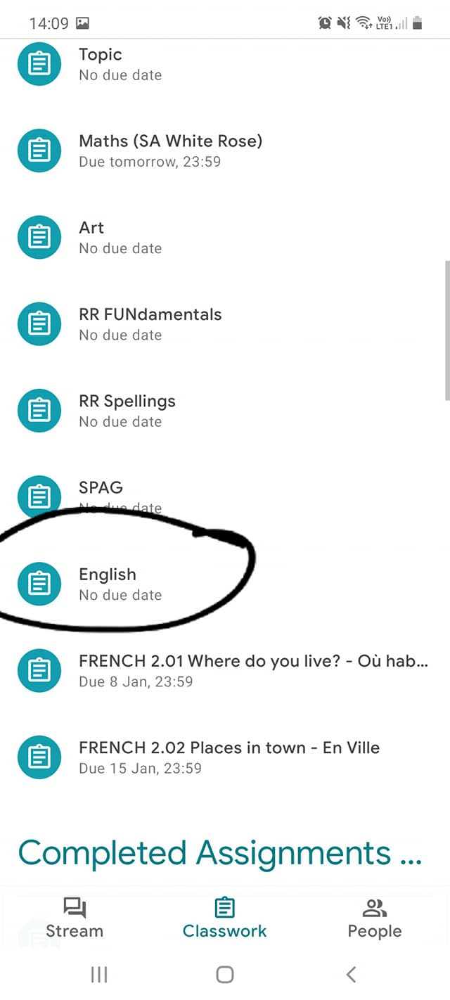 14:09
Vo))
LTE1
Topic
No due date
Maths (SA White Rose)
Due tomorrow, 23:59
Art
No due date
RR FUNdamentals
No due date
RR Spellings
No due date
SPAG
No due date
English
No due date
FRENCH 2.01 Where do you live? - Où hab...
Due 8 Jan, 23:59
FRENCH 2.02 Places in town - En Ville
Due 15 Jan, 23:59
Completed Assignments ...
Stream
Classwork
People